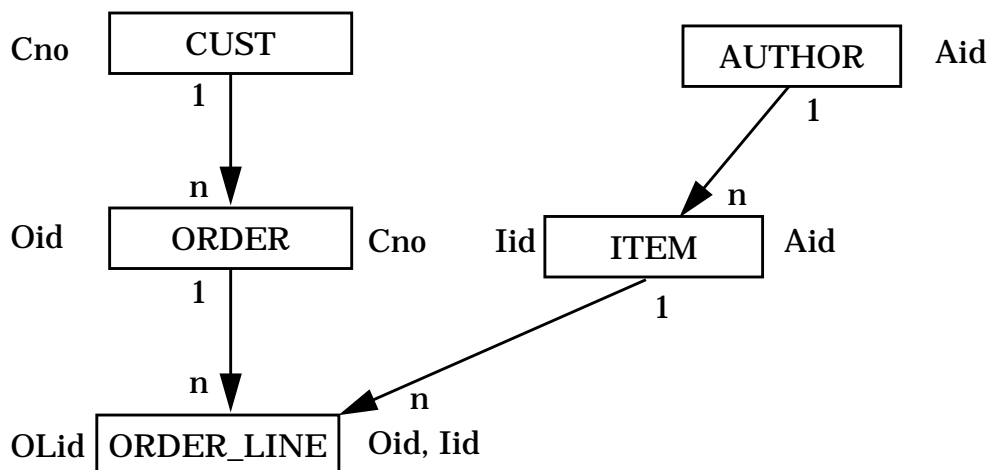 Cno CUST AUTHOR Aid
1 1
n n
Oid ORDER Cno Iid ITEM Aid
1 1
n n
OLid ORDER_LINE Oid, Iid